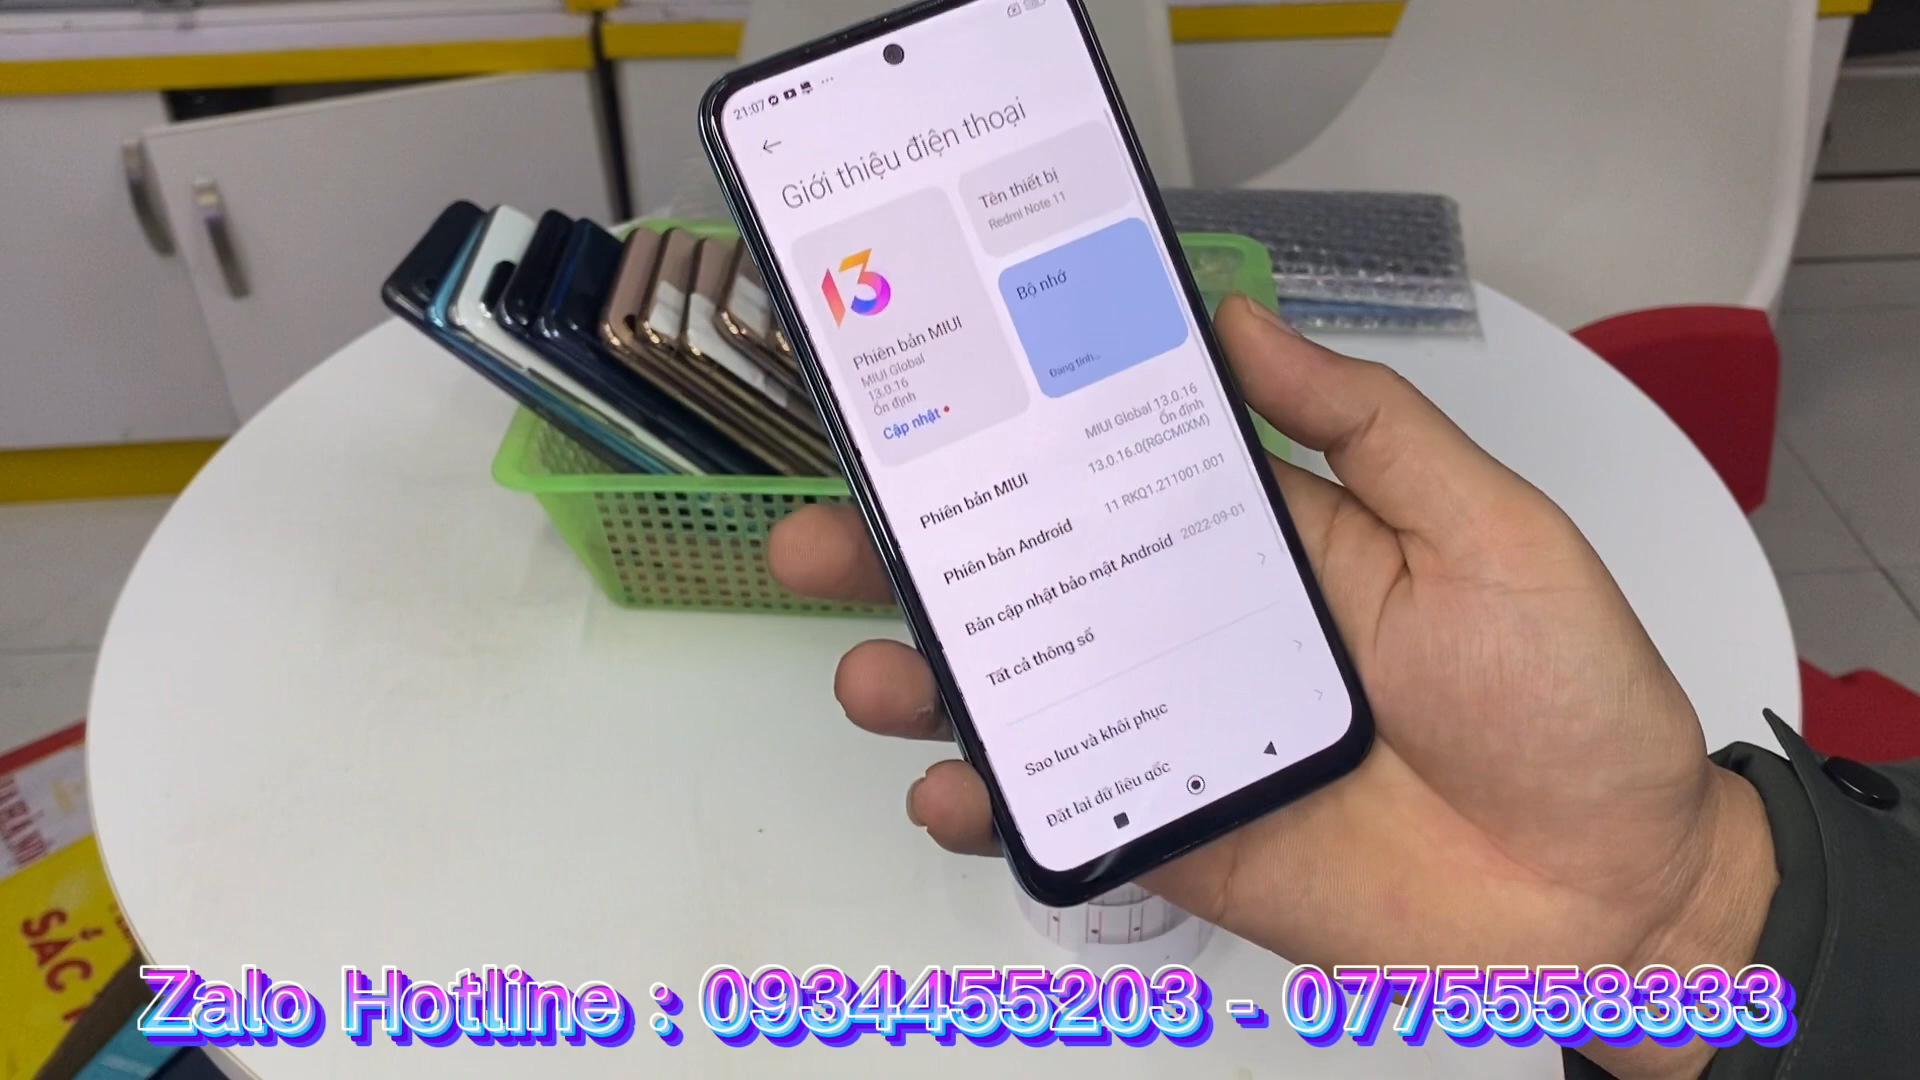 21:07
Giới thiệu điện thoại
13
Phiên bản MIUI
MIUI Global
13.0.16
Ổn định
Cập nhật
Tên thiết bị
Redmi Note 11
Bộ nhớ
Đang tính...
Phiên bản MIUI
MIUI Global 13.0.16
Ổn định
13.0.16.0(RGCMIXM)
Phiên bản Android
11 RKQ1.211001.001
Bản cập nhật bảo mật Android
2022-09-01
Tất cả thông số
Sao lưu và khôi phục
Đặt lại dữ liệu gốc
SẮC
Zalo Hotline : 0934455203 - 0775558333